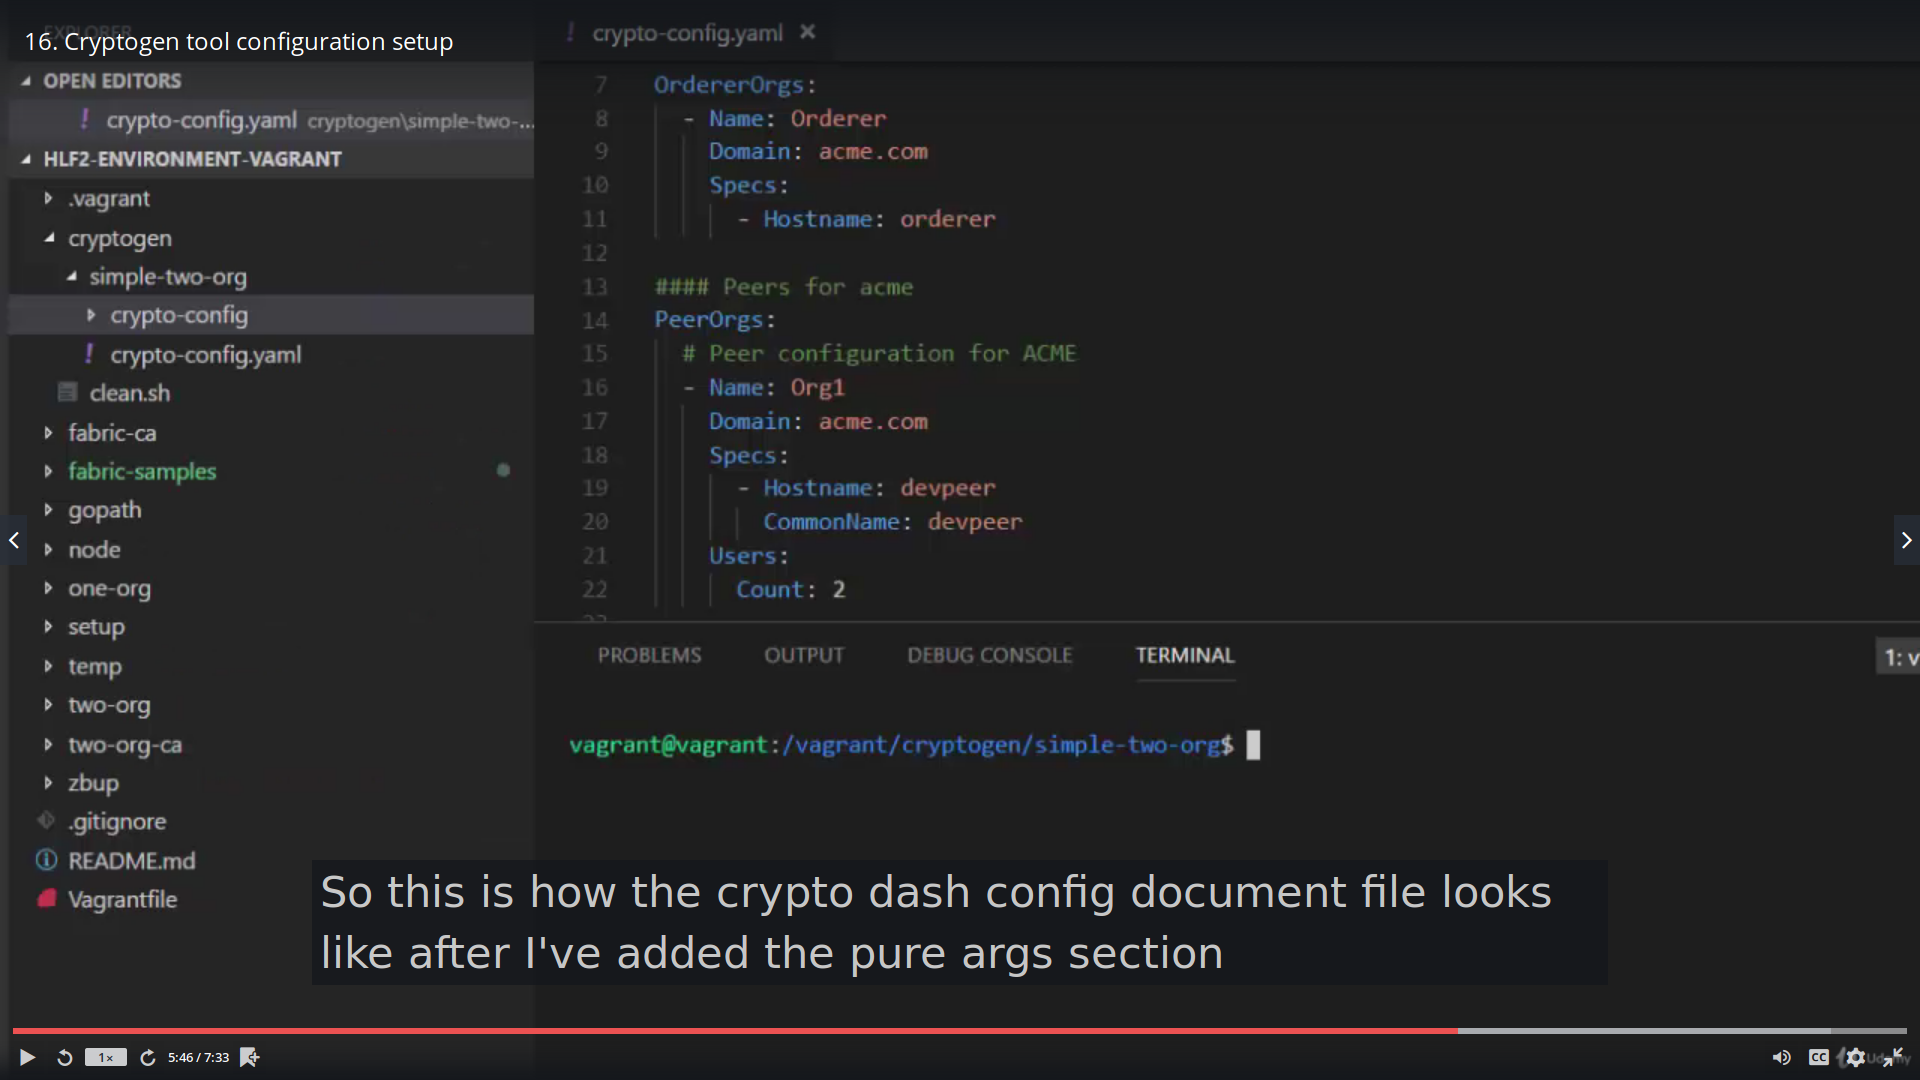 16. Cryptogen tool configuration setup
OPEN EDITORS
! crypto-config.yaml cryptogen\simple-two-...
HLF2-ENVIRONMENT-VAGRANT
.vagrant
cryptogen
simple-two-org
crypto-config
! crypto-config.yaml
clean.sh
fabric-ca
fabric-samples
gopath
node
one-org
setup
temp
two-org
two-org-ca
zbup
.gitignore
README.md
Vagrantfile
! crypto-config.yaml ×
7 OrdererOrgs:
8 - Name: Orderer
9 Domain: acme.com
10 Specs:
11 - Hostname: orderer
12
13 #### Peers for acme
14 PeerOrgs:
15 # Peer configuration for ACME
16 - Name: Org1
17 Domain: acme.com
18 Specs:
19 - Hostname: devpeer
20 CommonName: devpeer
21 Users:
22 Count: 2
PROBLEMS OUTPUT DEBUG CONSOLE TERMINAL
1: v
vagrant@vagrant:/vagrant/cryptogen/simple-two-org$
So this is how the crypto dash config document file looks
like after I've added the pure args section
1× 5:46 / 7:33
CC